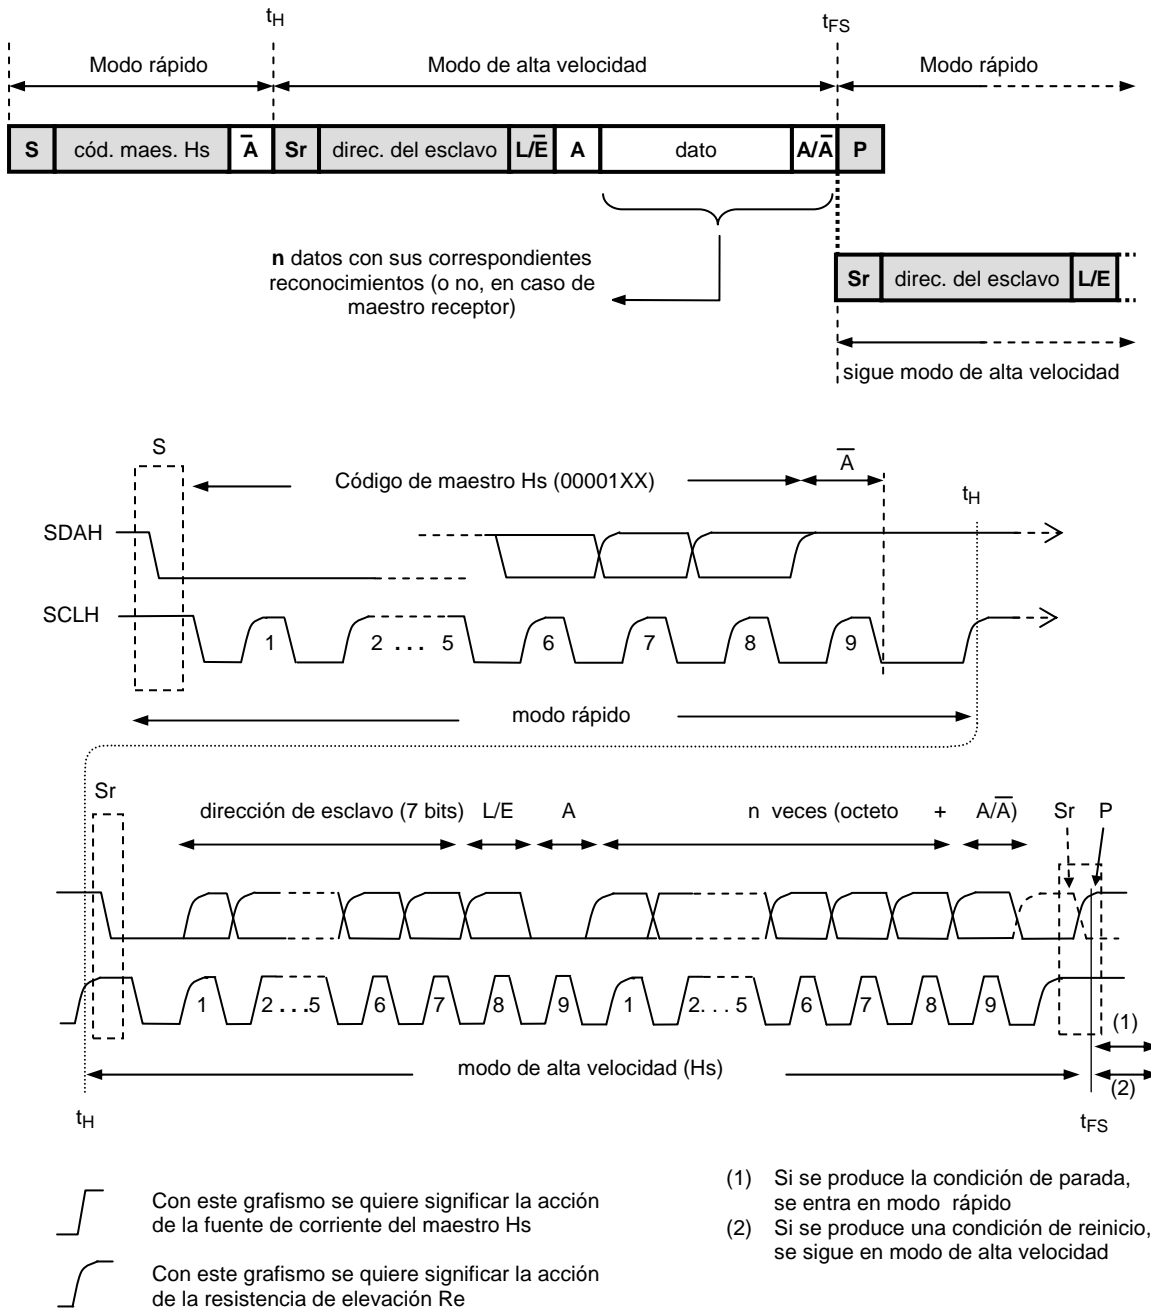 tH
tFS
Modo rápido
Modo de alta velocidad
Modo rápido
S
cód. maes. Hs
A̅
Sr
direc. del esclavo
L/E̅
A
dato
A/A̅
P
n datos con sus correspondientes
reconocimientos (o no, en caso de
maestro receptor)
Sr
direc. del esclavo
L/E
sigue modo de alta velocidad
S
Código de maestro Hs (00001XX)
A̅
tH
SDAH
SCLH
1
2 . . . 5
6
7
8
9
modo rápido
Sr
dirección de esclavo (7 bits)
L/E
A
n veces (octeto + A/A̅)
Sr
P
1
2 . . . 5
6
7
8
9
1
2 . . . 5
6
7
8
9
(1)
modo de alta velocidad (Hs)
(2)
tH
tFS
Con este grafismo se quiere significar la acción
de la fuente de corriente del maestro Hs
Con este grafismo se quiere significar la acción
de la resistencia de elevación Re
(1) Si se produce la condición de parada,
se entra en modo rápido
(2) Si se produce una condición de reinicio,
se sigue en modo de alta velocidad